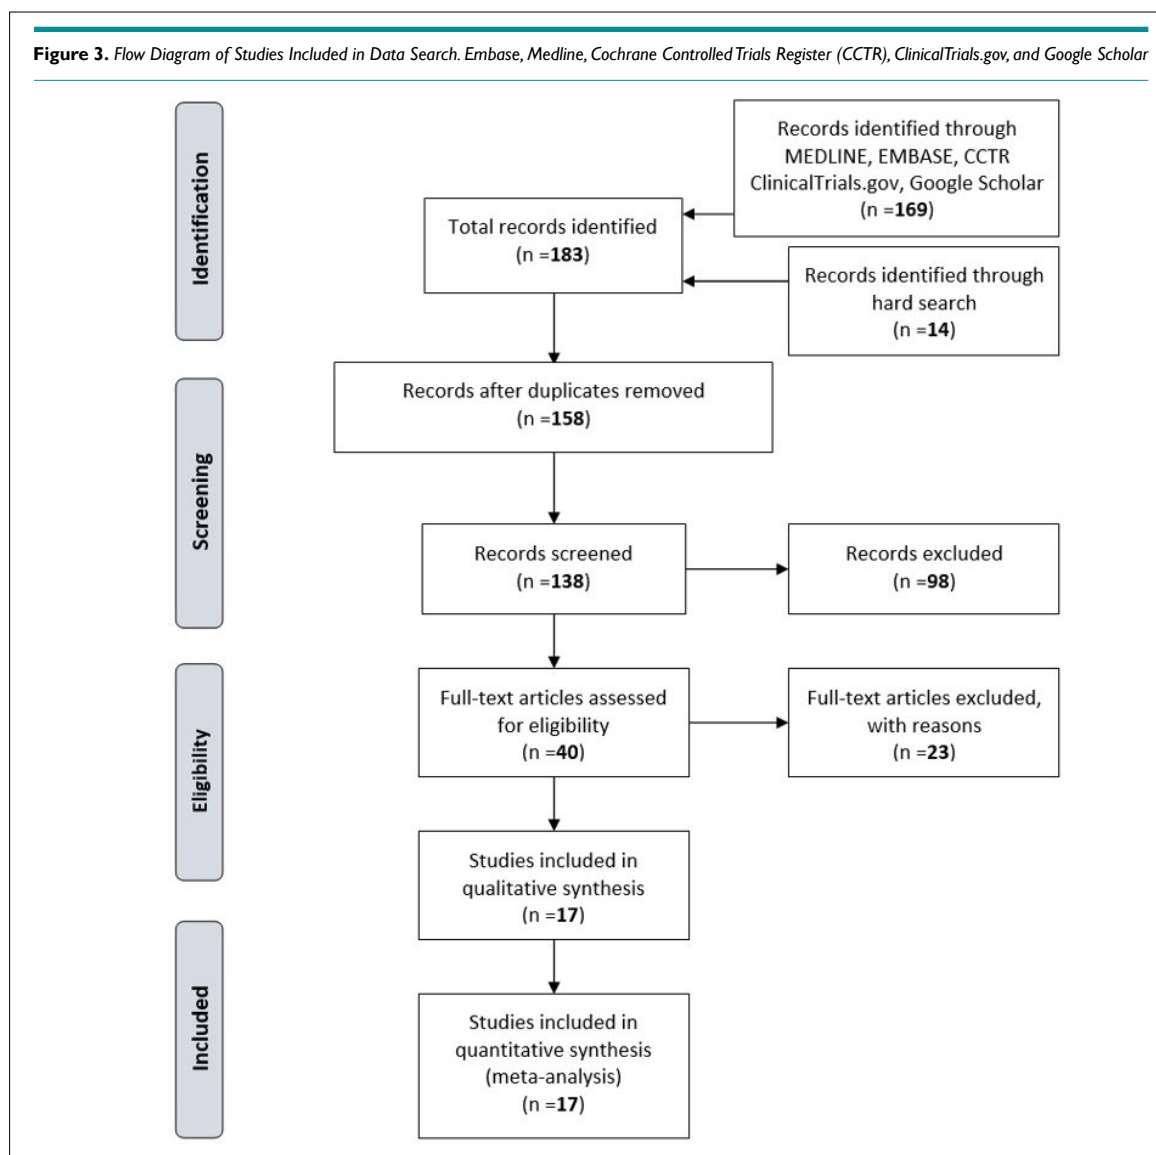 Figure 3. Flow Diagram of Studies Included in Data Search. Embase, Medline, Cochrane Controlled Trials Register (CCTR), ClinicalTrials.gov, and Google Scholar
Identification
Records identified through
MEDLINE, EMBASE, CCTR
ClinicalTrials.gov, Google Scholar
(n =169)
Total records identified
(n =183)
Records identified through
hard search
(n =14)
Screening
Records after duplicates removed
(n =158)
Records screened
(n =138)
Records excluded
(n =98)
Eligibility
Full-text articles assessed
for eligibility
(n =40)
Full-text articles excluded,
with reasons
(n =23)
Studies included in
qualitative synthesis
(n =17)
Included
Studies included in
quantitative synthesis
(meta-analysis)
(n =17)